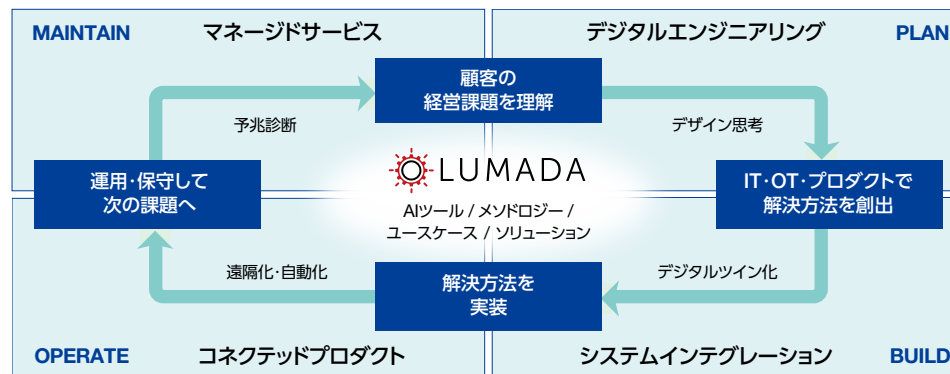 MAINTAIN
マネージドサービス
デジタルエンジニアリング
PLAN
顧客の
経営課題を理解
予兆診断
デザイン思考
運用・保守して
次の課題へ
LUMADA
AIツール / メソドロジー /
ユースケース / ソリューション
IT・OT・プロダクトで
解決方法を創出
遠隔化・自動化
解決方法を
実装
デジタルツイン化
OPERATE
コネクテッドプロダクト
システムインテグレーション
BUILD